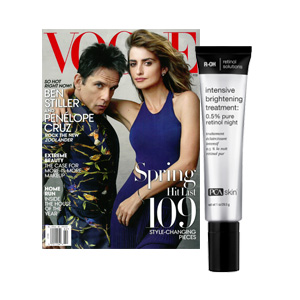 VOGUE
SO HOT
RIGHT NOW!
BEN
STILLER
AND
PENÉLOPE
CRUZ
ROCK THE NEW
ZOOLANDER
EXTREME
BEAUTY
THE CASE FOR
MORE-IS-MORE
MAKEUP
HOME
RUN
INSIDE
THE HOUSE
OF THE
YEAR
Spring
Hit List
109
STYLE-CHANGING
PIECES
retinol
solutions
intensive
brightening
treatment:
0.5% pure
retinol night
PCA skin